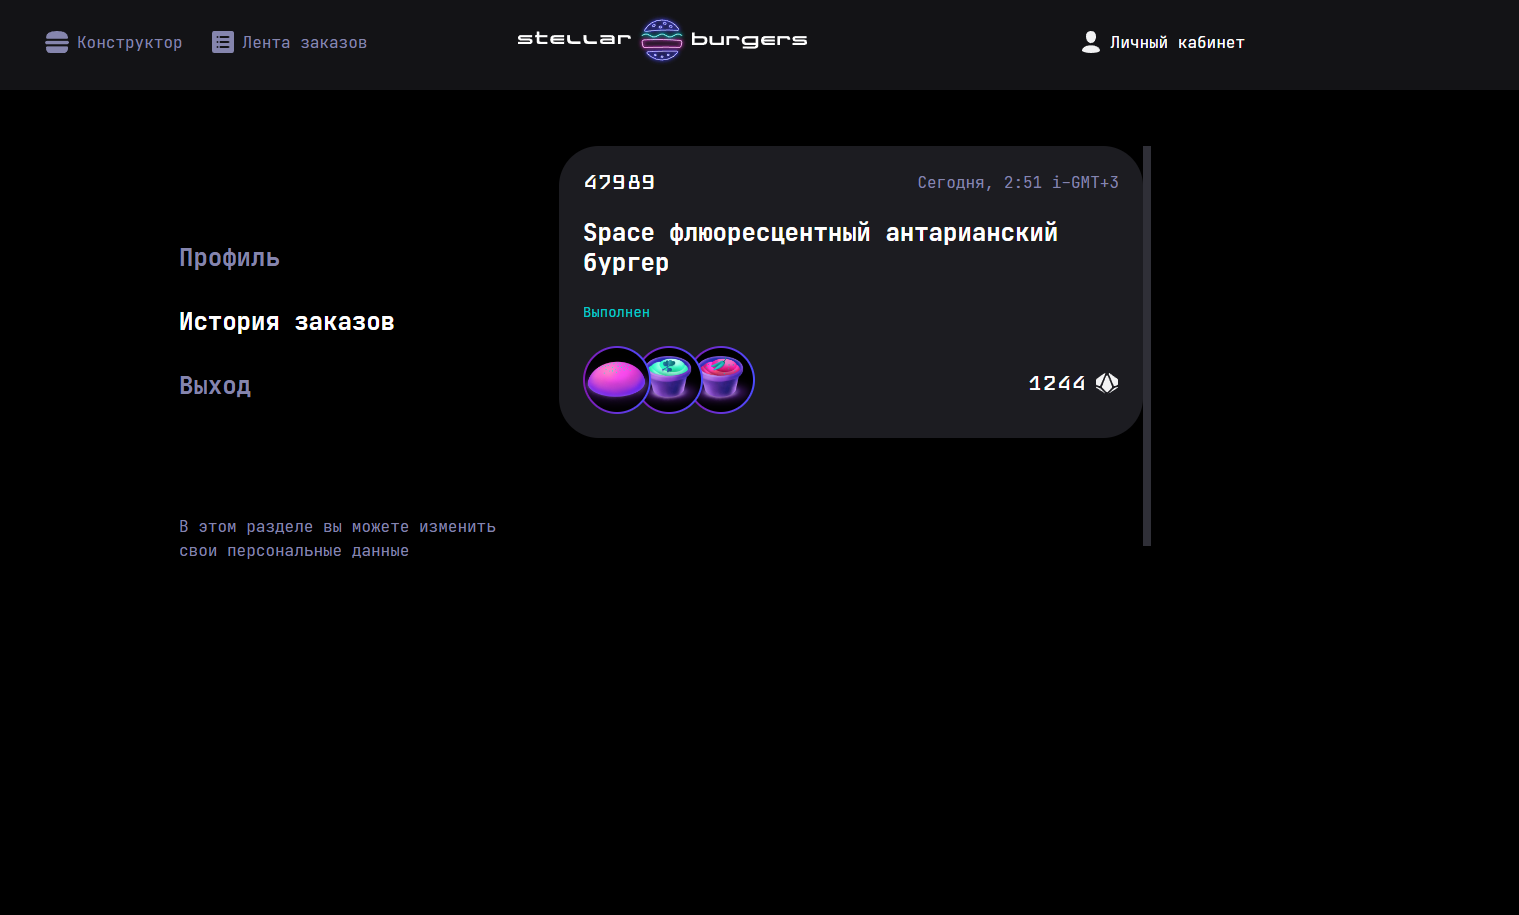 Конструктор
Лента заказов
stellar burgers
Личный кабинет
Профиль
История заказов
Выход
В этом разделе вы можете изменить
свои персональные данные
47989
Сегодня, 2:51 i-GMT+3
Space флюоресцентный антарианский
бургер
Выполнен
1244